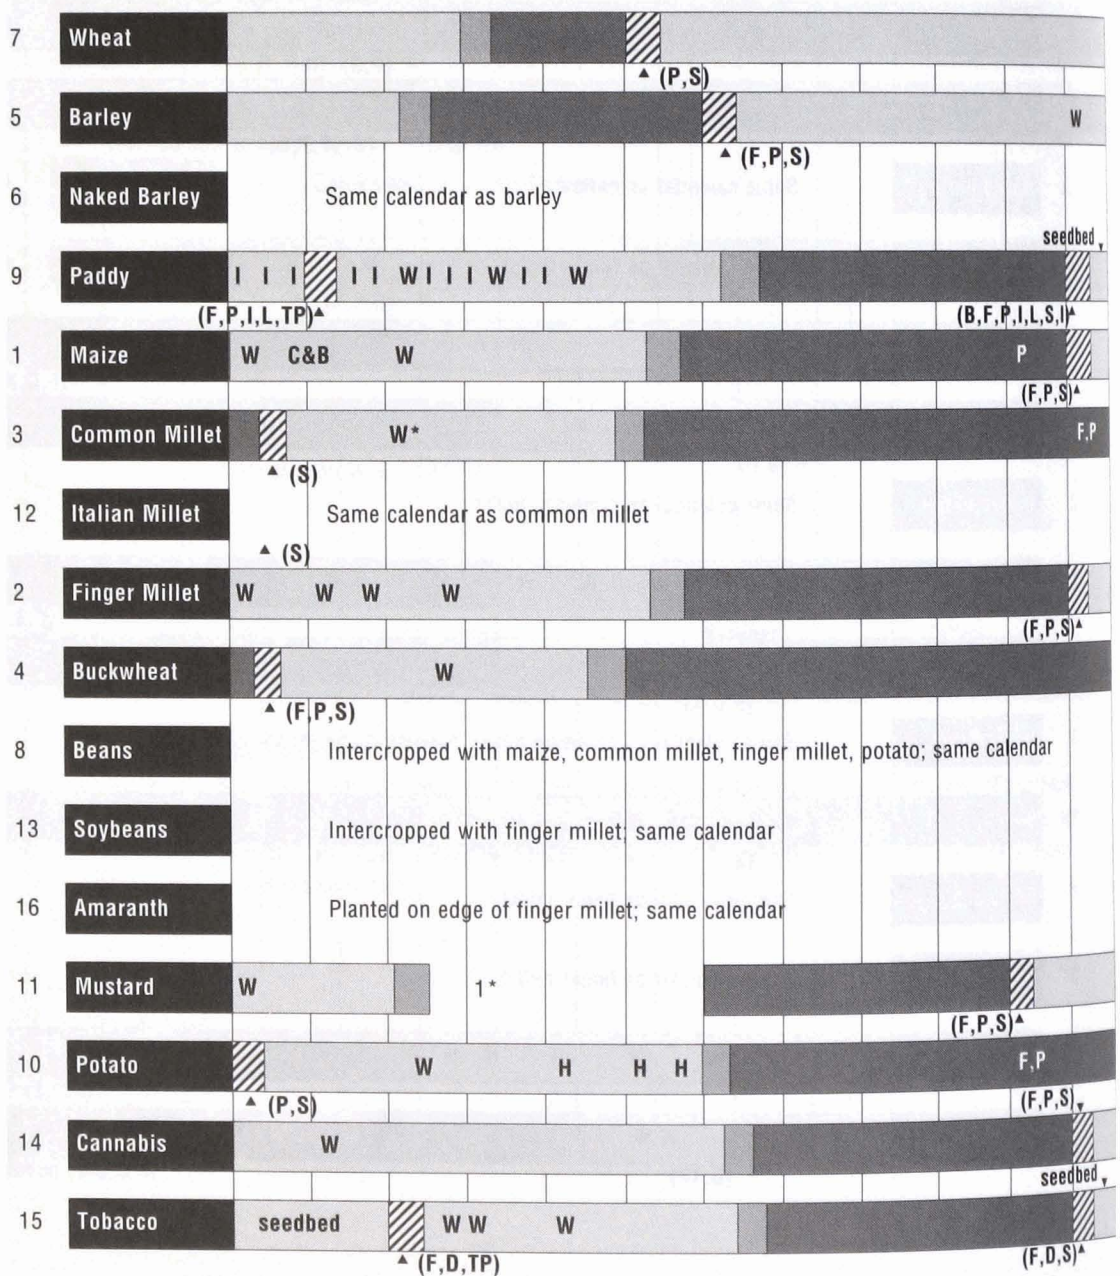 7 Wheat
(P,S)
5 Barley W
(F,P,S)
6 Naked Barley Same calendar as barley
seedbed
9 Paddy I I I I I W I I I W I I W
(F,P,I,L,TP) (B,F,P,I,L,S,I)
1 Maize W C&B W P
(F,P,S)
3 Common Millet W* F,P
(S)
12 Italian Millet Same calendar as common millet
(S)
2 Finger Millet W W W W
(F,P,S)
4 Buckwheat W
(F,P,S)
8 Beans Intercropped with maize, common millet, finger millet, potato; same calendar
13 Soybeans Intercropped with finger millet; same calendar
16 Amaranth Planted on edge of finger millet; same calendar
11 Mustard W 1*
(F,P,S)
10 Potato W H H H F,P
(P,S) (F,P,S)
14 Cannabis W
seedbed
15 Tobacco seedbed W W W
(F,D,TP) (F,D,S)